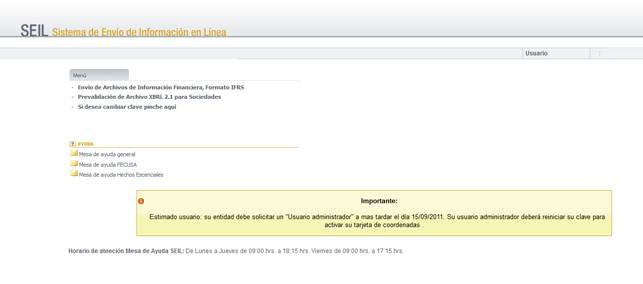 SEIL Sistema de Envío de Información en Línea
Usuario :
Menú
- Envío de Archivos de Información Financiera, Formato IFRS
- Prevalidación de Archivo XBRL 2.1 para Sociedades
- Si desea cambiar clave pinche aquí
? AYUDA
Mesa de ayuda general
Mesa de ayuda FECUSA
Mesa de ayuda Hechos Escenciales
Importante:
Estimado usuario: su entidad debe solicitar un "Usuario administrador" a mas tardar el día 15/09/2011. Su usuario administrador deberá reiniciar su clave para
activar su tarjeta de coordenadas .
Horario de atención Mesa de Ayuda SEIL: De Lunes a Jueves de 09:00 hrs. a 18:15 hrs. Viernes de 09:00 hrs. a 17:15 hrs.